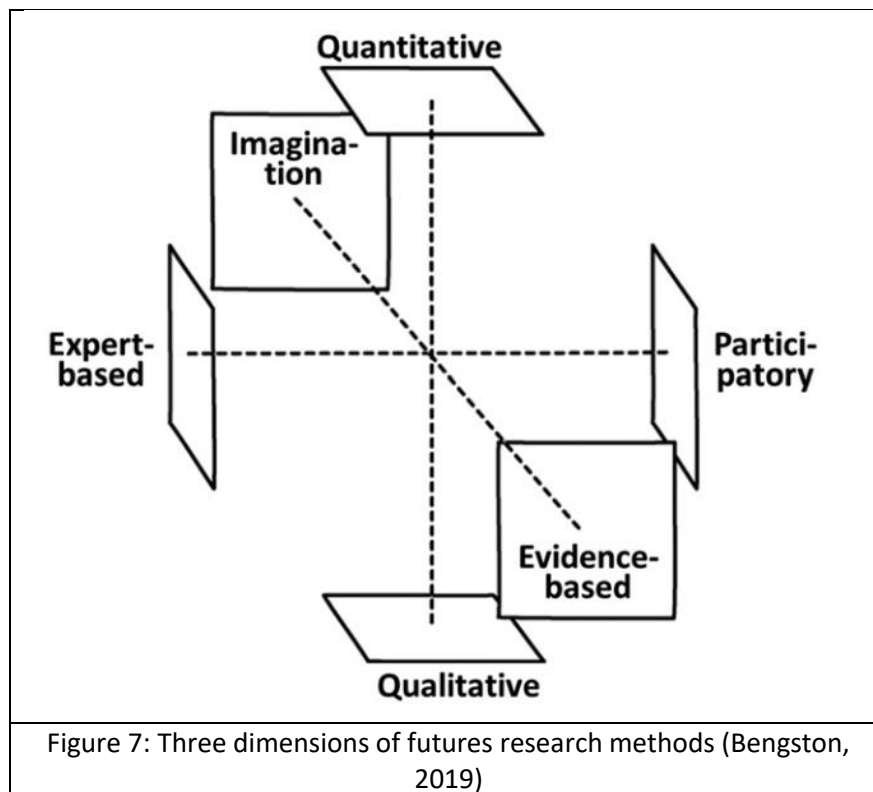 Quantitative
Imagina-
tion
Expert-
based
Partici-
patory
Evidence-
based
Qualitative
Figure 7: Three dimensions of futures research methods (Bengston,
2019)